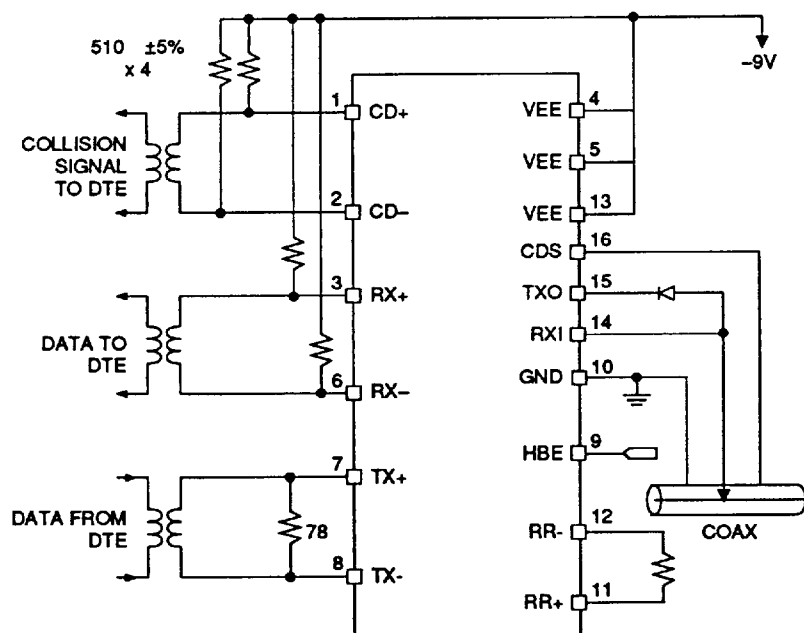 510 ±5%
x 4
–9V
1
CD+
VEE
4
COLLISION
SIGNAL
TO DTE
VEE
5
2
CD–
VEE
13
CDS
16
3
RX+
TXO
15
RXI
14
DATA TO
DTE
6
RX–
GND
10
HBE
9
7
TX+
DATA FROM
DTE
78
RR-
12
COAX
8
TX-
RR+
11